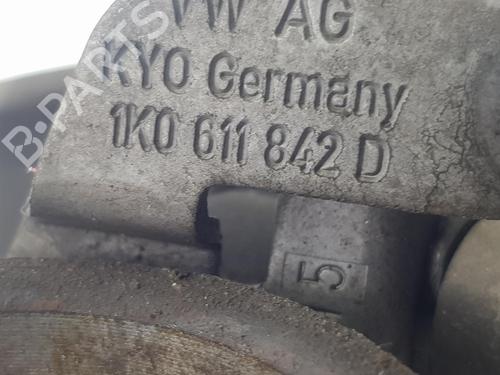 VW AG
KYO Germany
1K0 611 842 D
5
B-PARTS